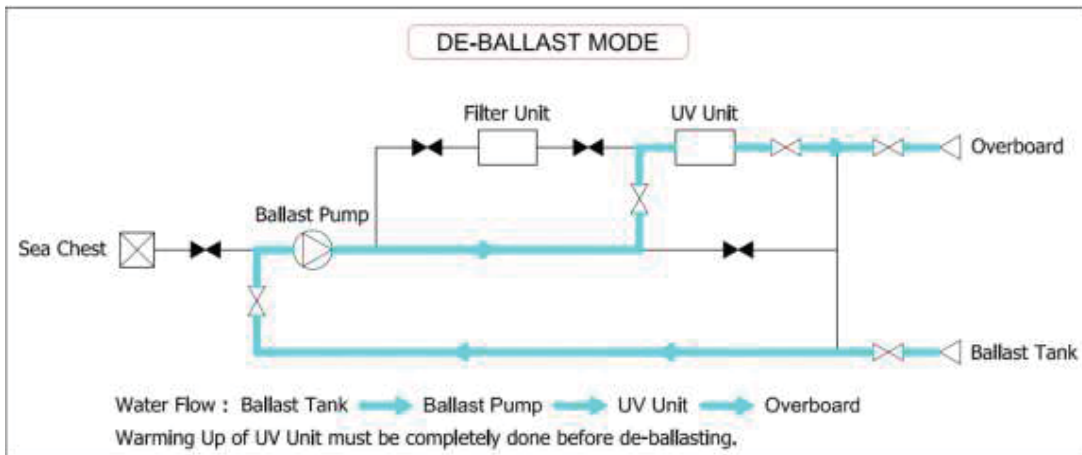 DE-BALLAST MODE
Filter Unit
UV Unit
Overboard
Ballast Pump
Sea Chest
Ballast Tank
Water Flow : Ballast Tank Ballast Pump UV Unit Overboard
Warming Up of UV Unit must be completely done before de-ballasting.